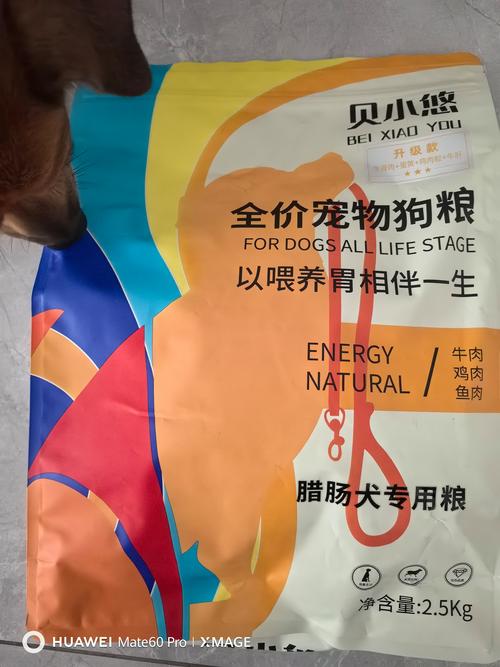 贝小悠
BEI XIAO YOU
升级款
全价宠物狗粮
FOR DOGS ALL LIFE STAGE
以喂养胃相伴一生
ENERGY
NATURAL
牛肉
鸡肉
鱼肉
腊肠犬专用粮
净含量:2.5Kg
HUAWEI Mate60 Pro | XMAGE